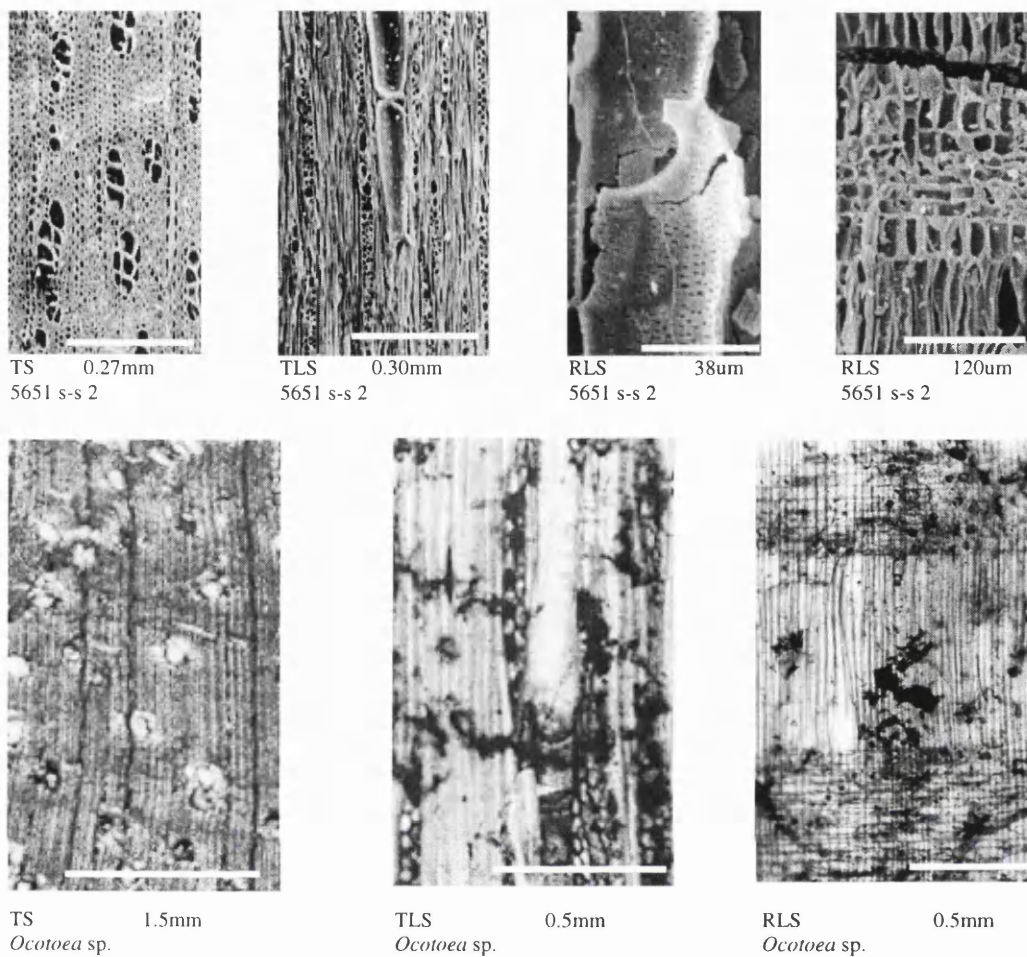 TS 0.27mm
5651 s-s 2
TLS 0.30mm
5651 s-s 2
RLS 38um
5651 s-s 2
RLS 120um
5651 s-s 2
TS 1.5mm
Ocotoea sp.
TLS 0.5mm
Ocotoea sp.
RLS 0.5mm
Ocotoea sp.